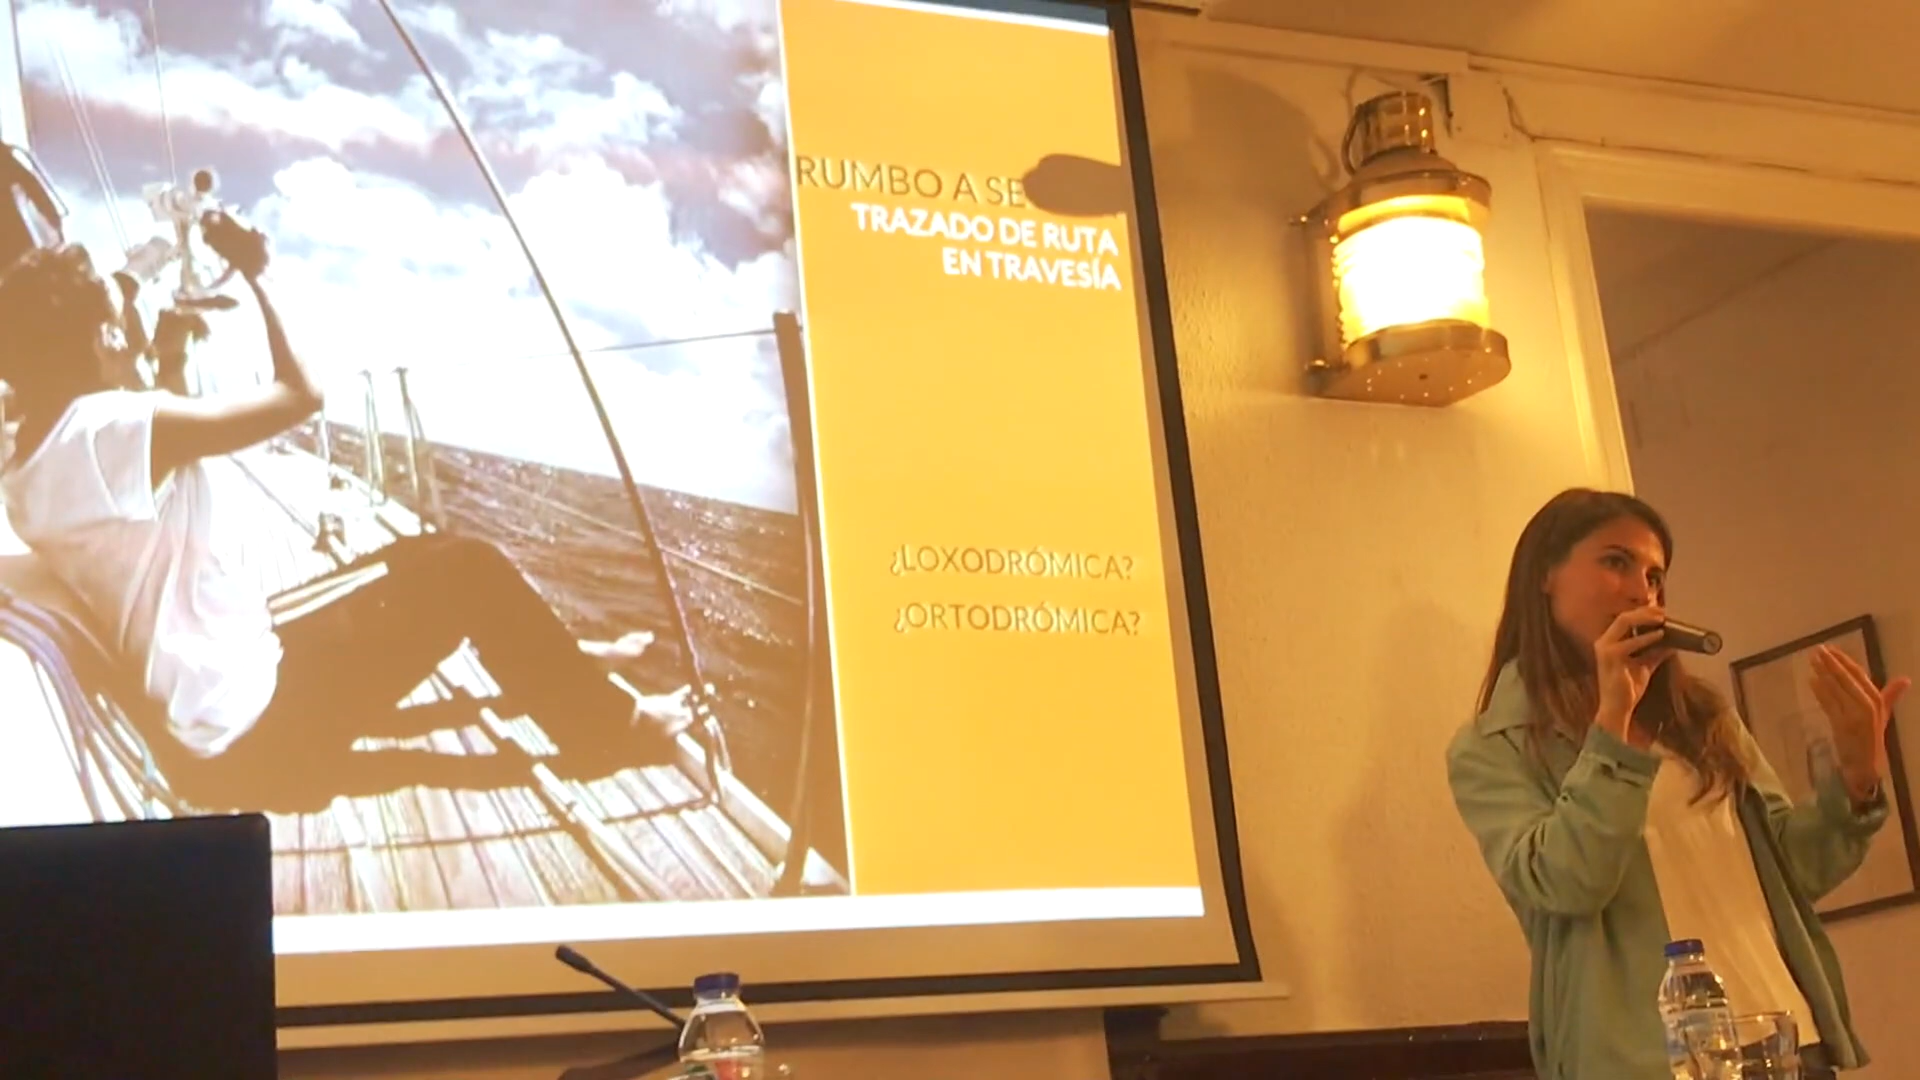 RUMBO A SE
TRAZADO DE RUTA
EN TRAVESÍA
¿LOXODRÓMICA?
¿ORTODRÓMICA?